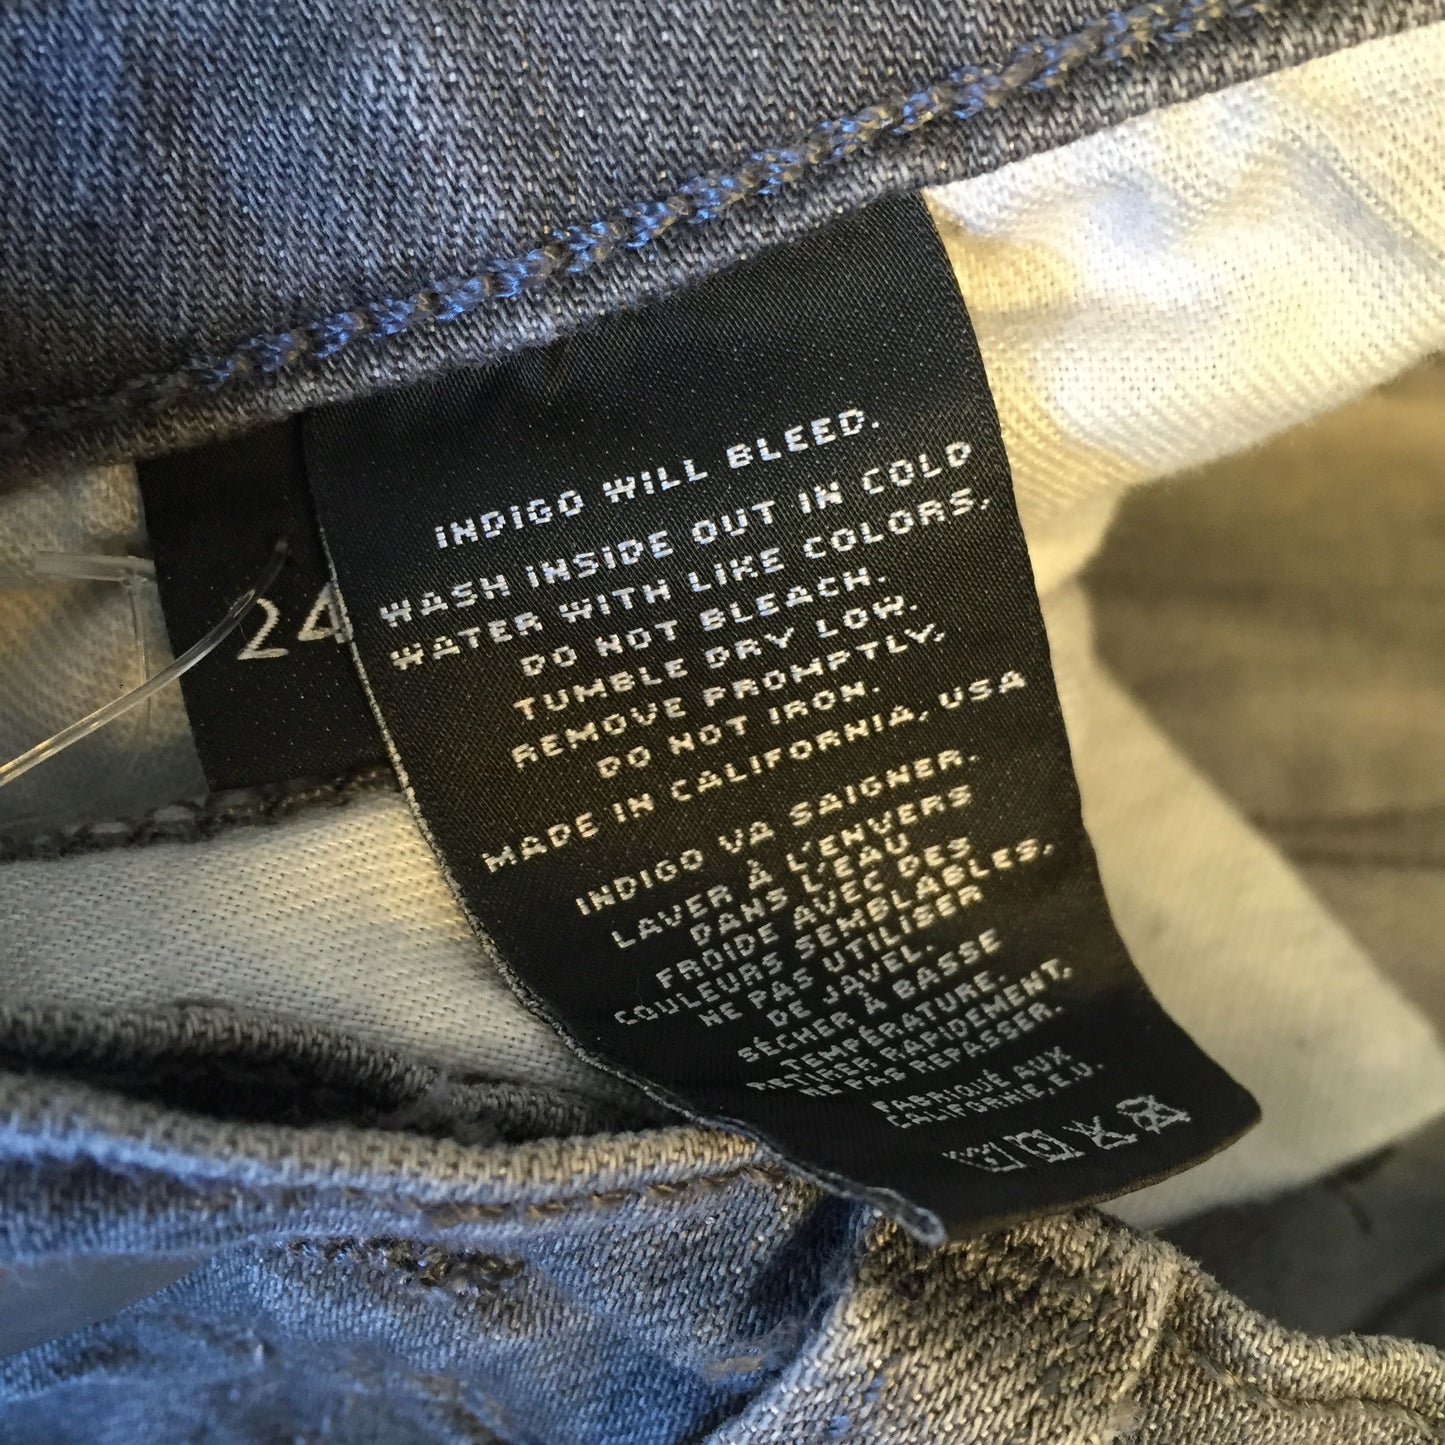 24
INDIGO WILL BLEED.
WASH INSIDE OUT IN COLD
WATER WITH LIKE COLORS.
DO NOT BLEACH.
TUMBLE DRY LOW.
REMOVE PROMPTLY.
DO NOT IRON.
MADE IN CALIFORNIA, USA
INDIGO VA SAIGNER.
LAVER À L'ENVERS
DANS L'EAU
FROIDE AVEC DES
COULEURS SEMBLABLES.
NE PAS UTILISER
DE JAVEL.
SÉCHER À BASSE
TEMPÉRATURE.
RETIRER RAPIDEMENT.
NE PAS REPASSER.
FABRIQUÉ AUX
CALIFORNIE, E.U.